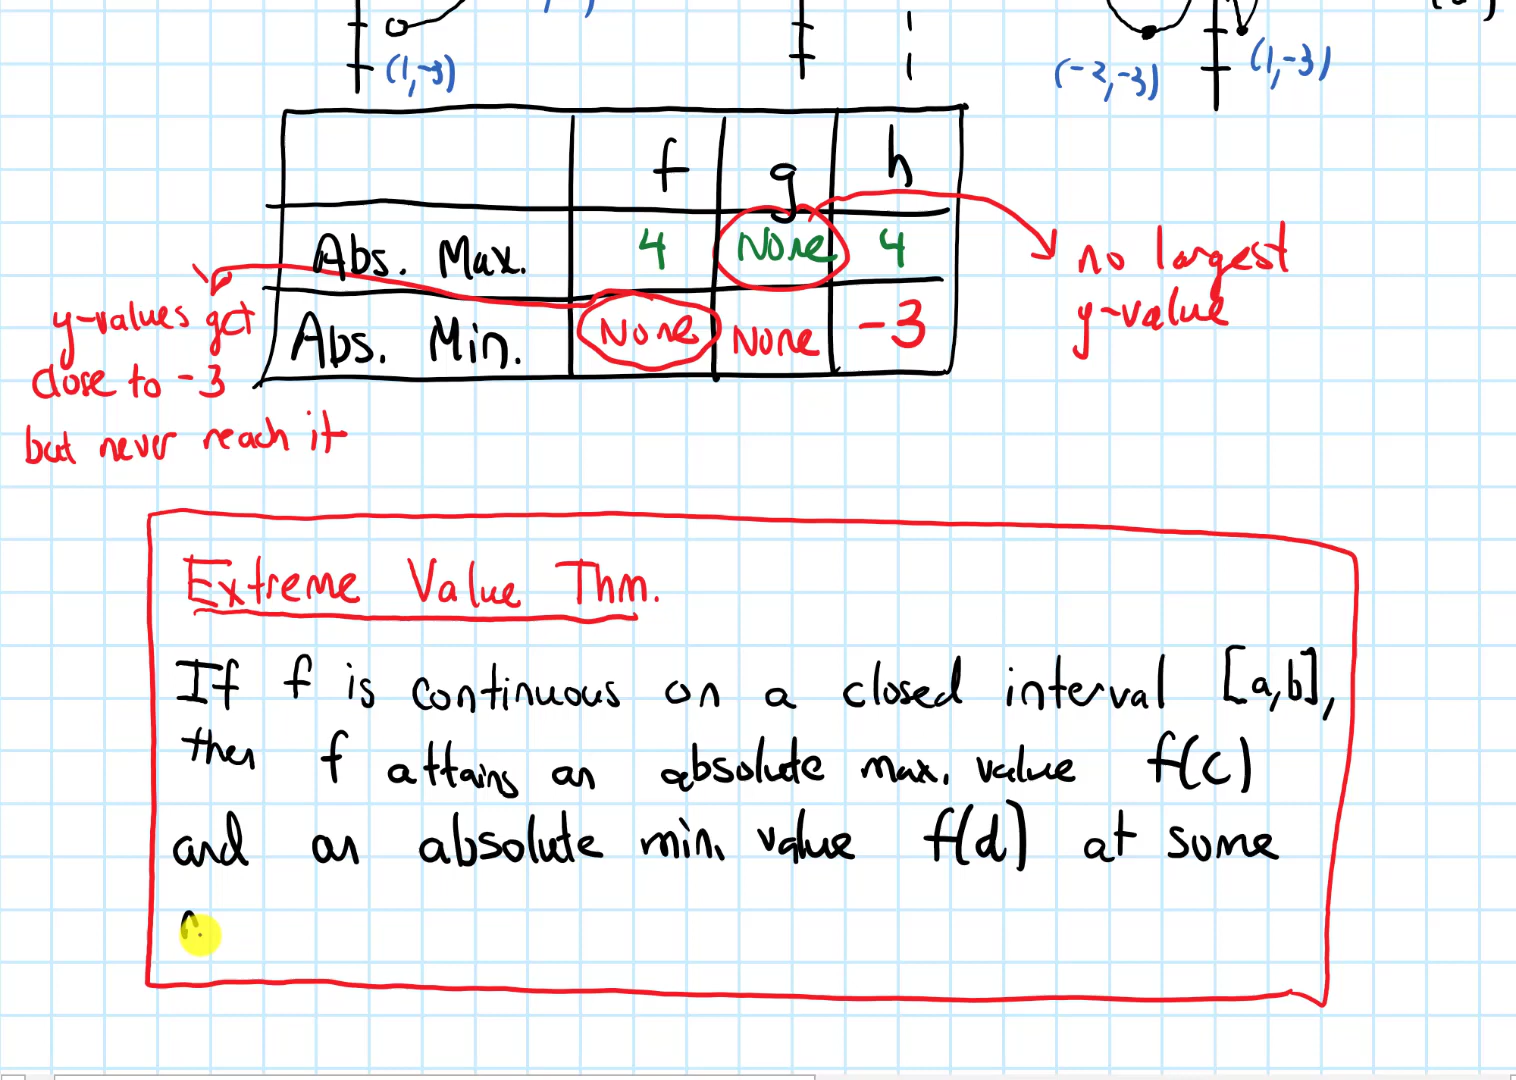 (1,-3)
(-2,-3)
(1,-3)
f g h
Abs. Max. 4 None 4
Abs. Min. None None -3
no largest
y-value
y-values get
close to -3
but never reach it
Extreme Value Thm.
If f is continuous on a closed interval [a,b],
then f attains an absolute max. value f(c)
and an absolute min. value f(d) at some